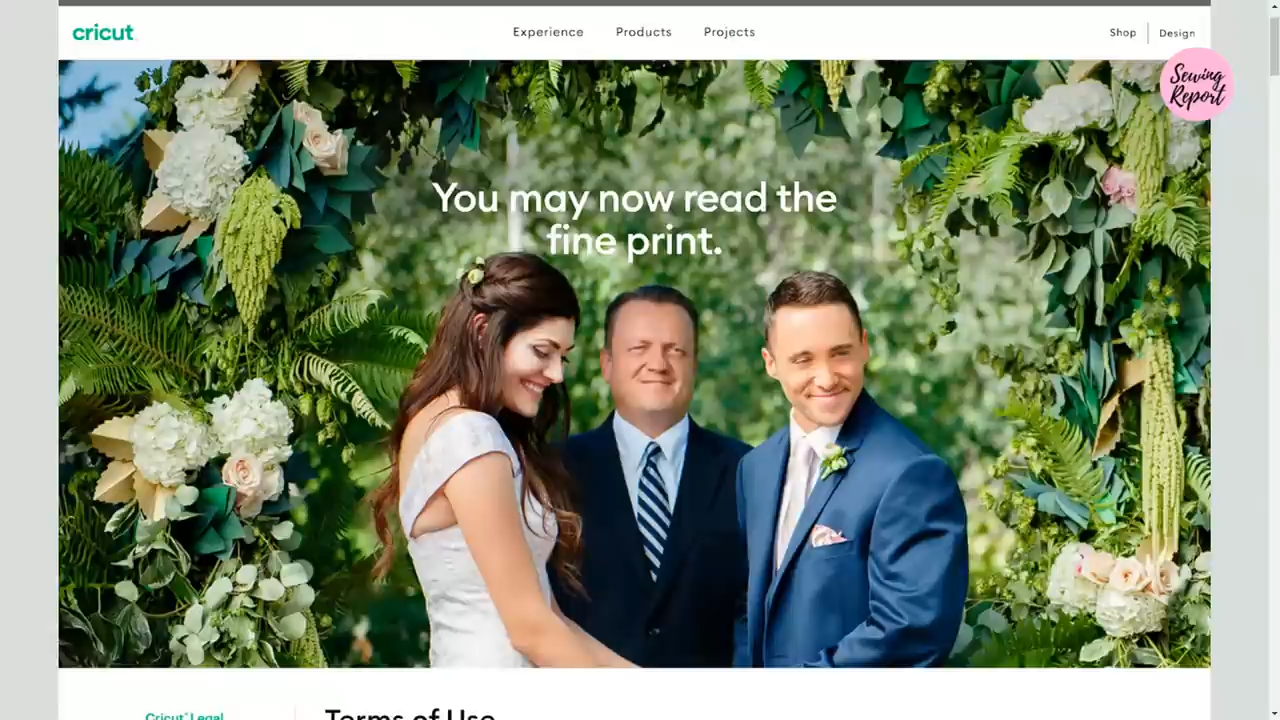 cricut
Experience Products Projects
Shop Design
Sewing
Report
You may now read the
fine print.
Cricut® Legal
Terms of Use